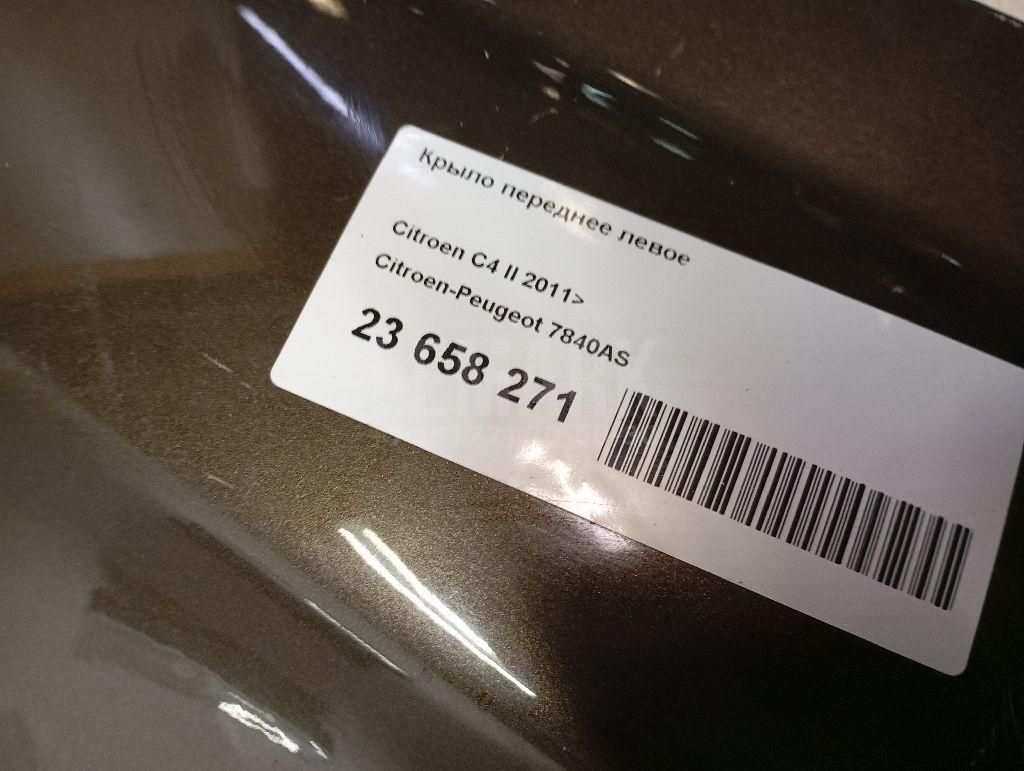 Крыло переднее левое
Citroen C4 II 2011>
Citroen-Peugeot 7840AS
23 658 271